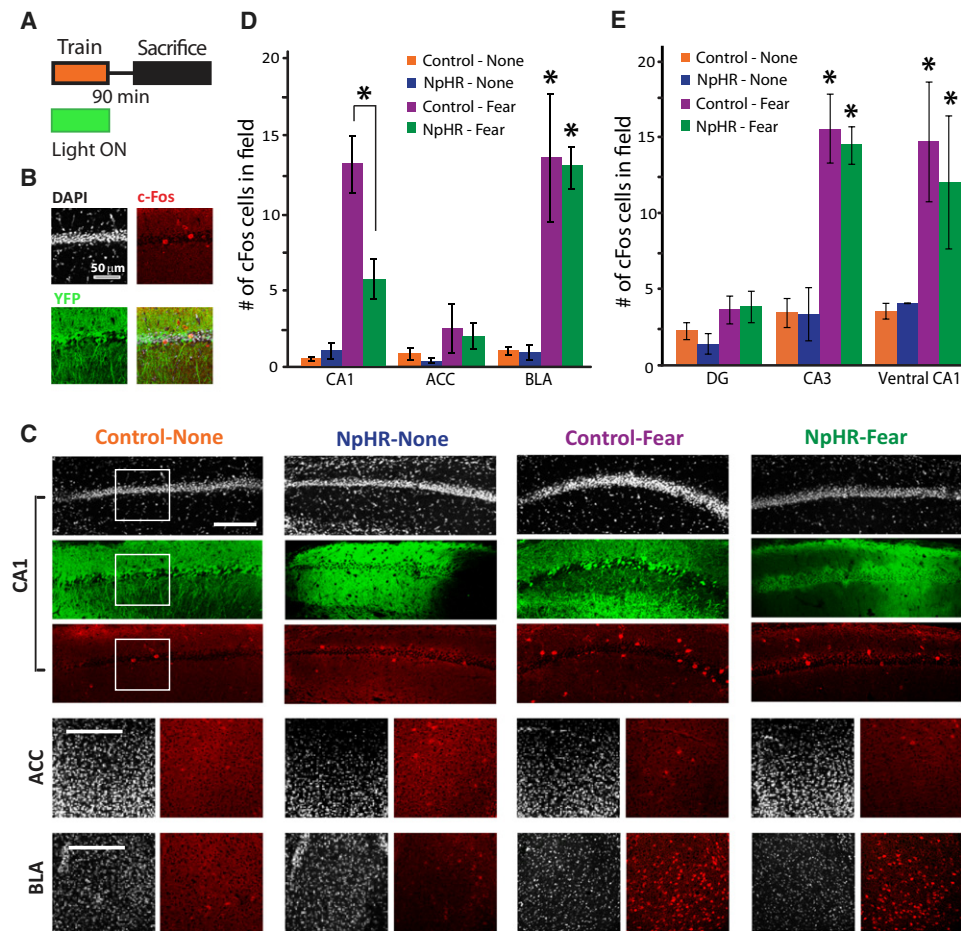 A
Train Sacrifice
90 min
Light ON
B
DAPI c-Fos
50 µm
YFP
D
# of cFos cells in field
20
15
10
5
0
Control - None
NpHR - None
Control - Fear
NpHR - Fear
*
*
*
CA1 ACC BLA
E
# of cFos cells in field
20
15
10
5
0
Control - None
NpHR - None
Control - Fear
NpHR - Fear
* * * *
DG CA3 Ventral CA1
C
Control-None NpHR-None Control-Fear NpHR-Fear
CA1
ACC
BLA